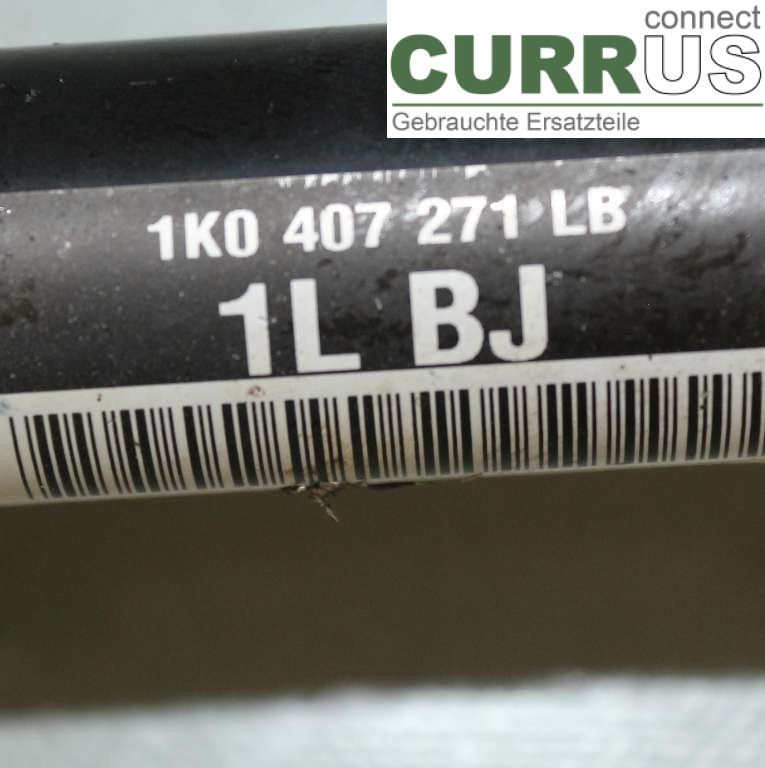 connect
CURRUS
Gebrauchte Ersatzteile
1K0 407 271 LB
1L BJ